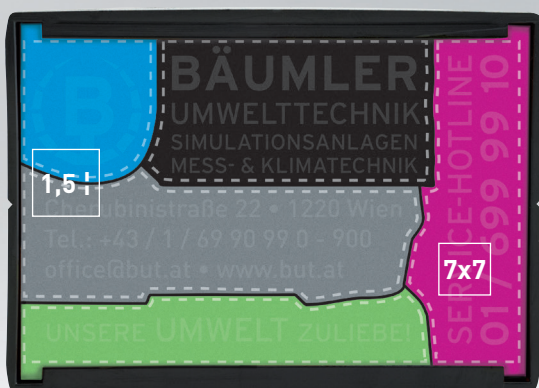 B
BÄUMLER
UMWELTTECHNIK
SIMULATIONSANLAGEN
MESS- & KLIMATECHNIK
1,5 l
Cherubinistraße 22 • 1220 Wien
Tel.: +43 / 1 / 69 90 99 0 - 900
office@but.at • www.but.at
UNSERE UMWELT ZULIEBE!
SERVICE-HOTLINE
01 / 699 99 10
7x7